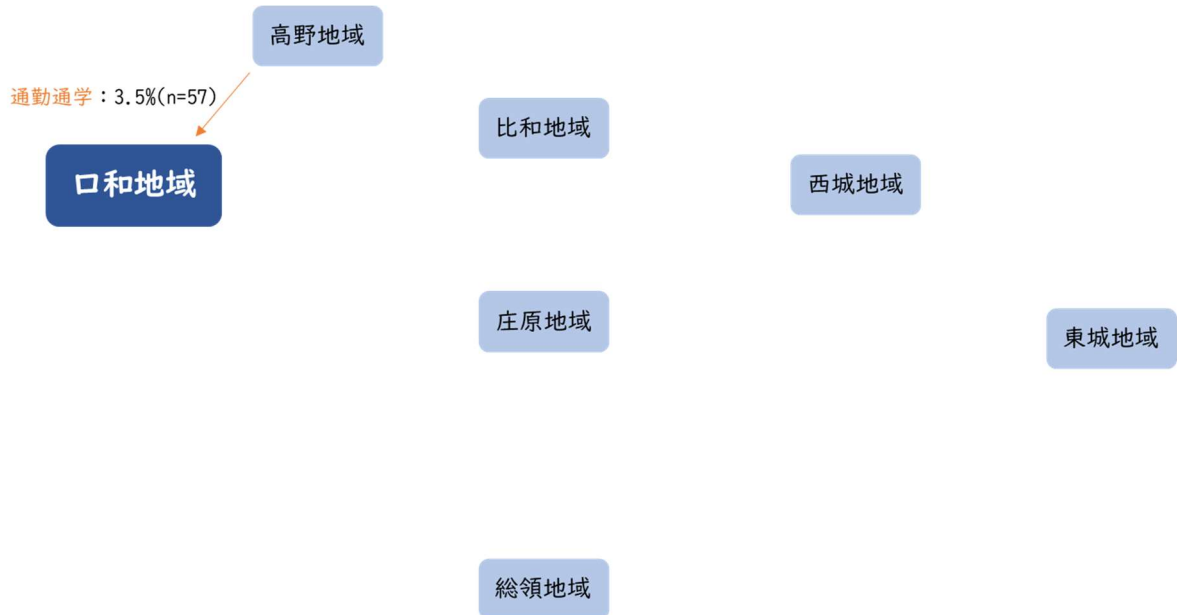 高野地域
通勤通学：3.5%(n=57)
比和地域
口和地域
西城地域
庄原地域
東城地域
総領地域